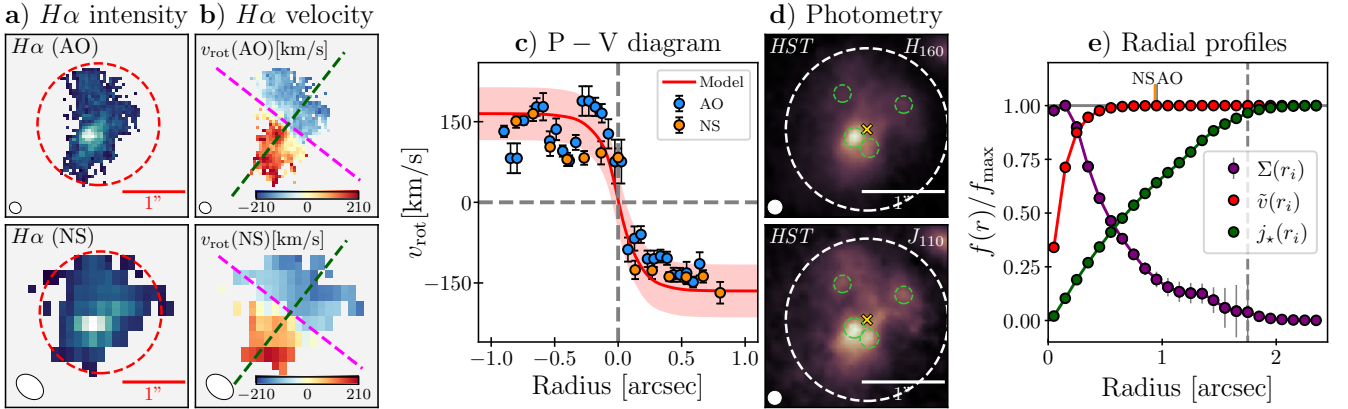 a) Hα intensity
b) Hα velocity
c) P − V diagram
d) Photometry
e) Radial profiles
Hα (AO)
1”
v_rot(AO)[km/s]
−210 0 210
Hα (NS)
1”
v_rot(NS)[km/s]
−210 0 210
v_rot[km/s]
150
0
−150
Model
AO
NS
−1.0 −0.5 0.0 0.5 1.0
Radius [arcsec]
HST H_160
1”
HST J_110
1”
NS AO
f(r)/f_max
1.00
0.75
0.50
0.25
0.00
Σ(r_i)
ṽ(r_i)
j_⋆(r_i)
0 1 2
Radius [arcsec]